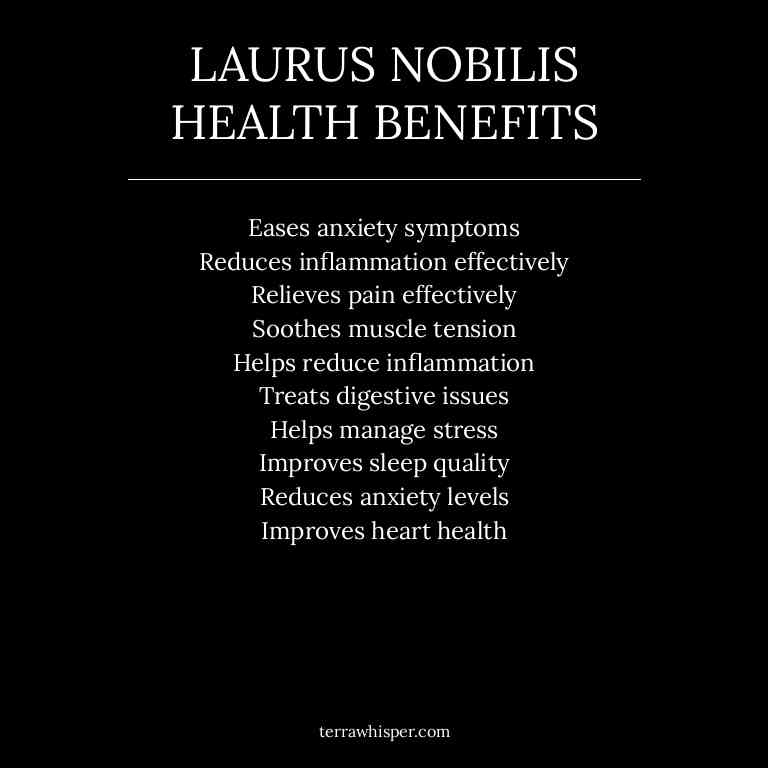 LAURUS NOBILIS
HEALTH BENEFITS
Eases anxiety symptoms
Reduces inflammation effectively
Relieves pain effectively
Soothes muscle tension
Helps reduce inflammation
Treats digestive issues
Helps manage stress
Improves sleep quality
Reduces anxiety levels
Improves heart health
terrawhisper.com